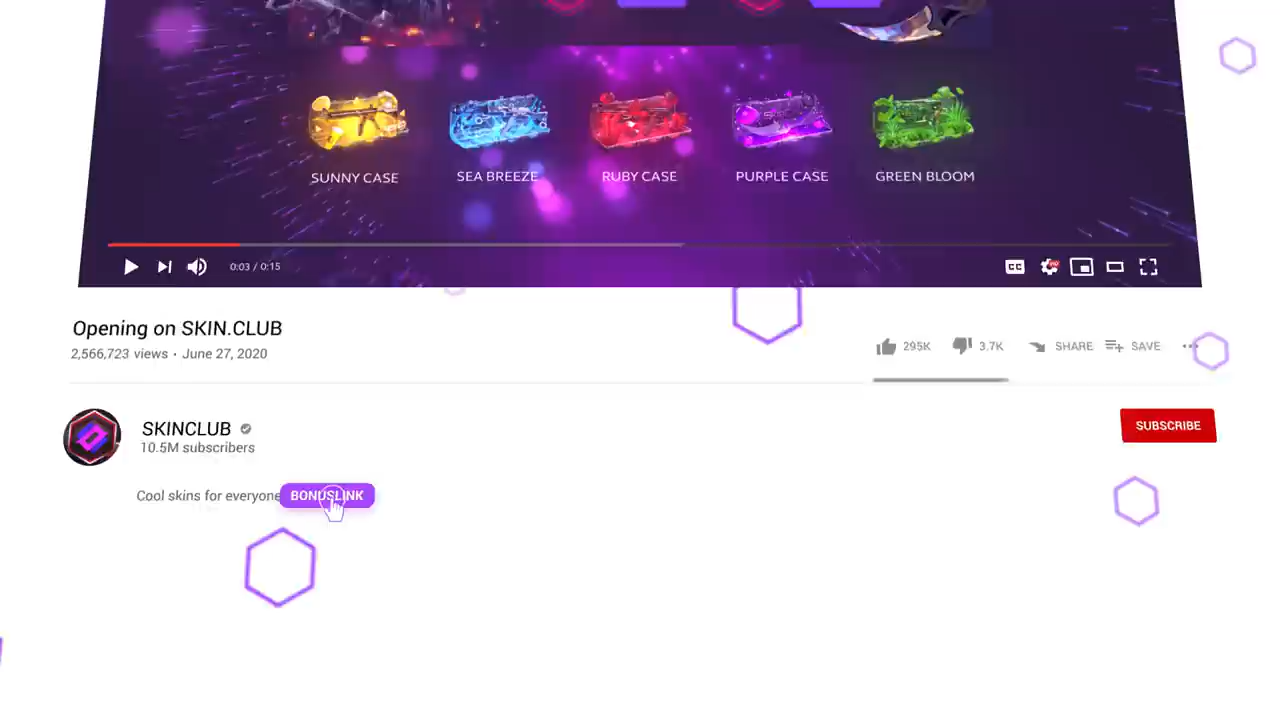 SUNNY CASE
SEA BREEZE
RUBY CASE
PURPLE CASE
GREEN BLOOM
0:03 / 0:15
CC
Opening on SKIN.CLUB
2,566,723 views · June 27, 2020
295K
3.7K
SHARE
SAVE
SKINCLUB
10.5M subscribers
SUBSCRIBE
Cool skins for everyone
BONUSLINK